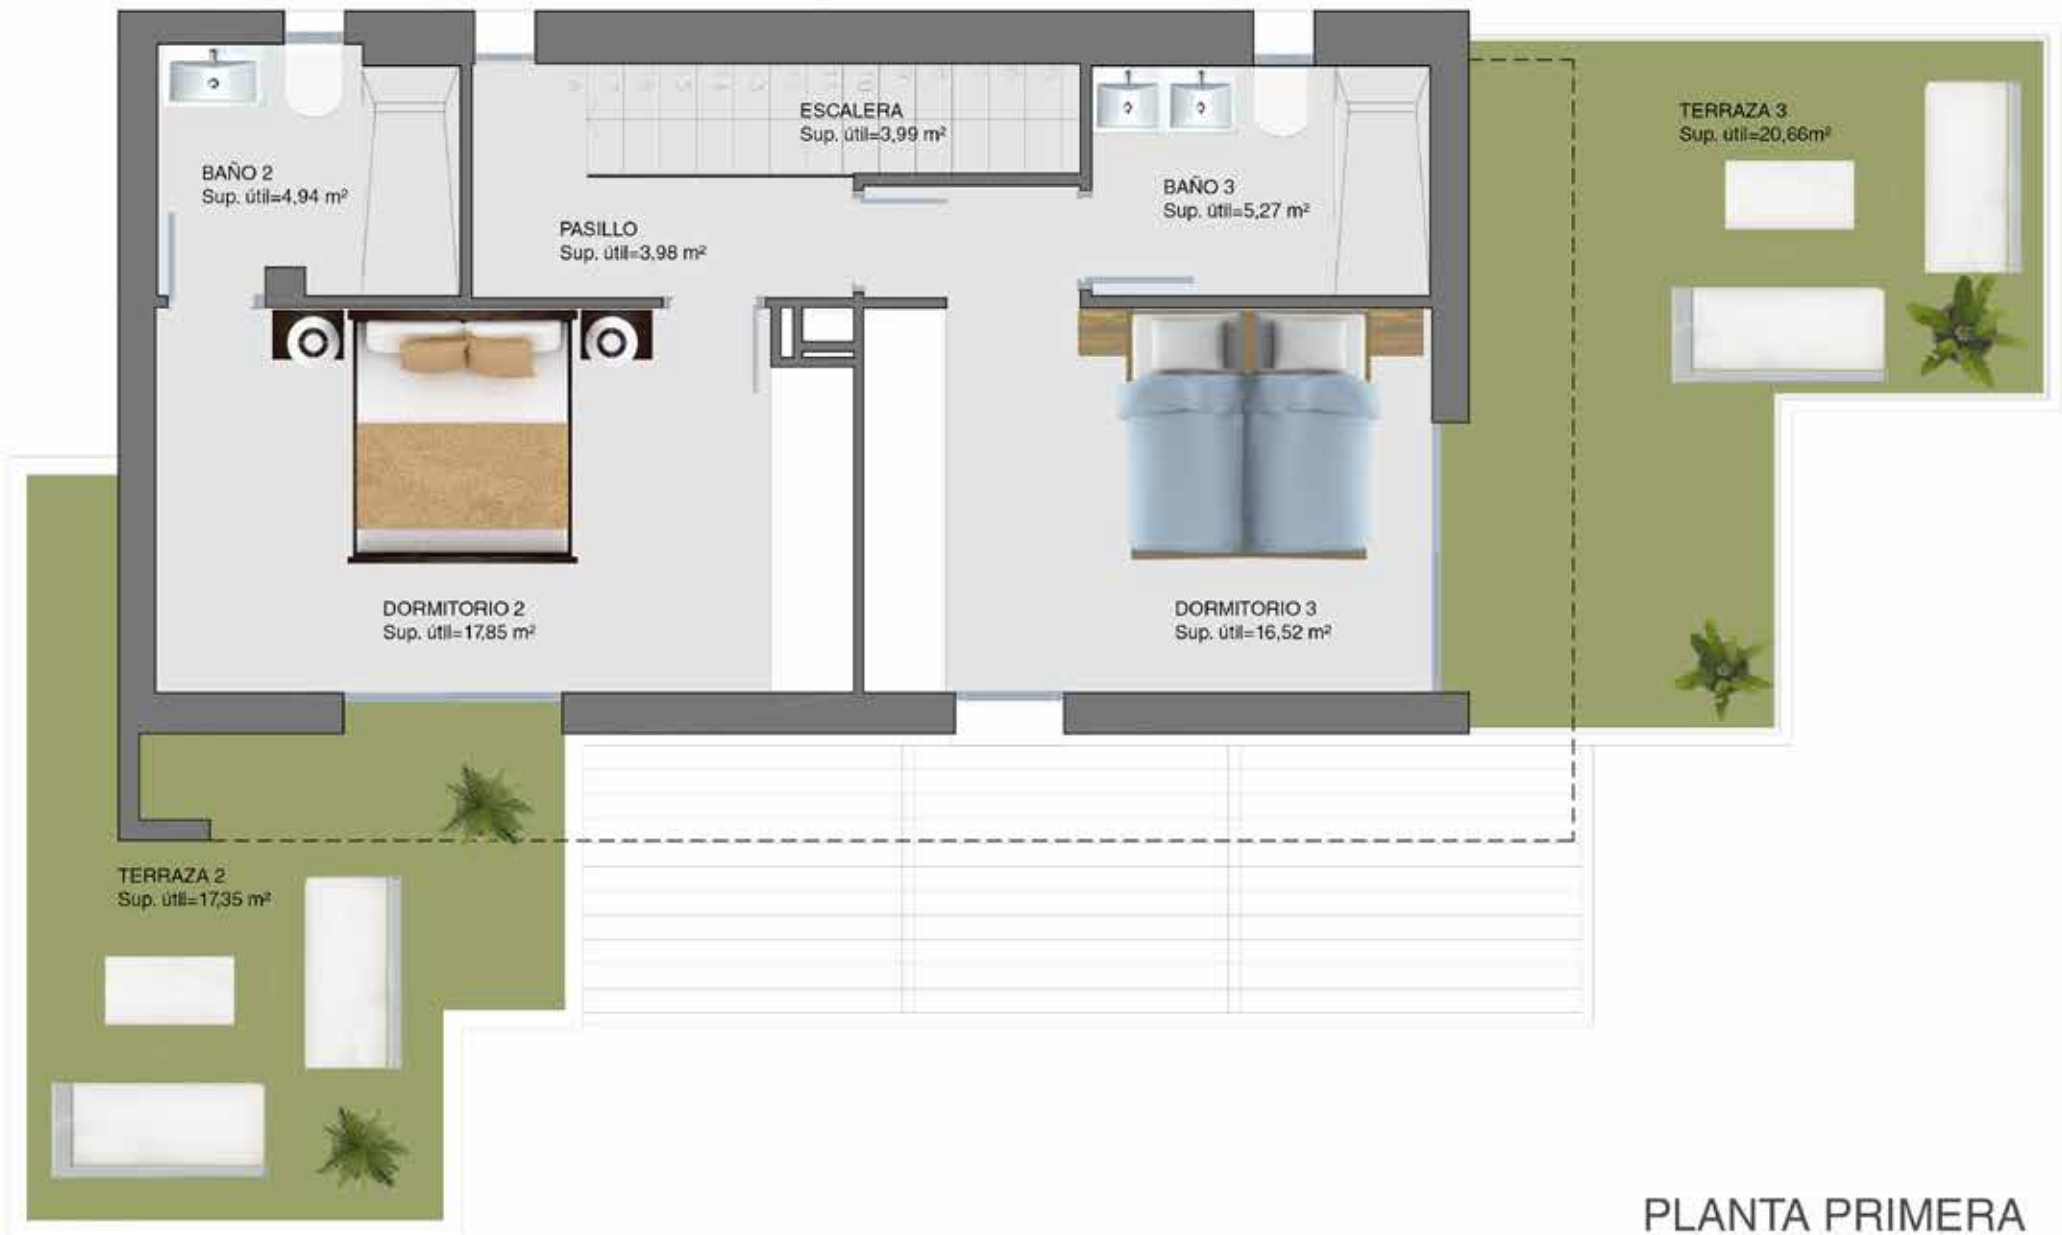 ESCALERA
Sup. útil=3,99 m²
TERRAZA 3
Sup. útil=20,66m²
BAÑO 2
Sup. útil=4,94 m²
BAÑO 3
Sup. útil=5,27 m²
PASILLO
Sup. útil=3,98 m²
DORMITORIO 2
Sup. útil=17,85 m²
DORMITORIO 3
Sup. útil=16,52 m²
TERRAZA 2
Sup. útil=17,35 m²
PLANTA PRIMERA